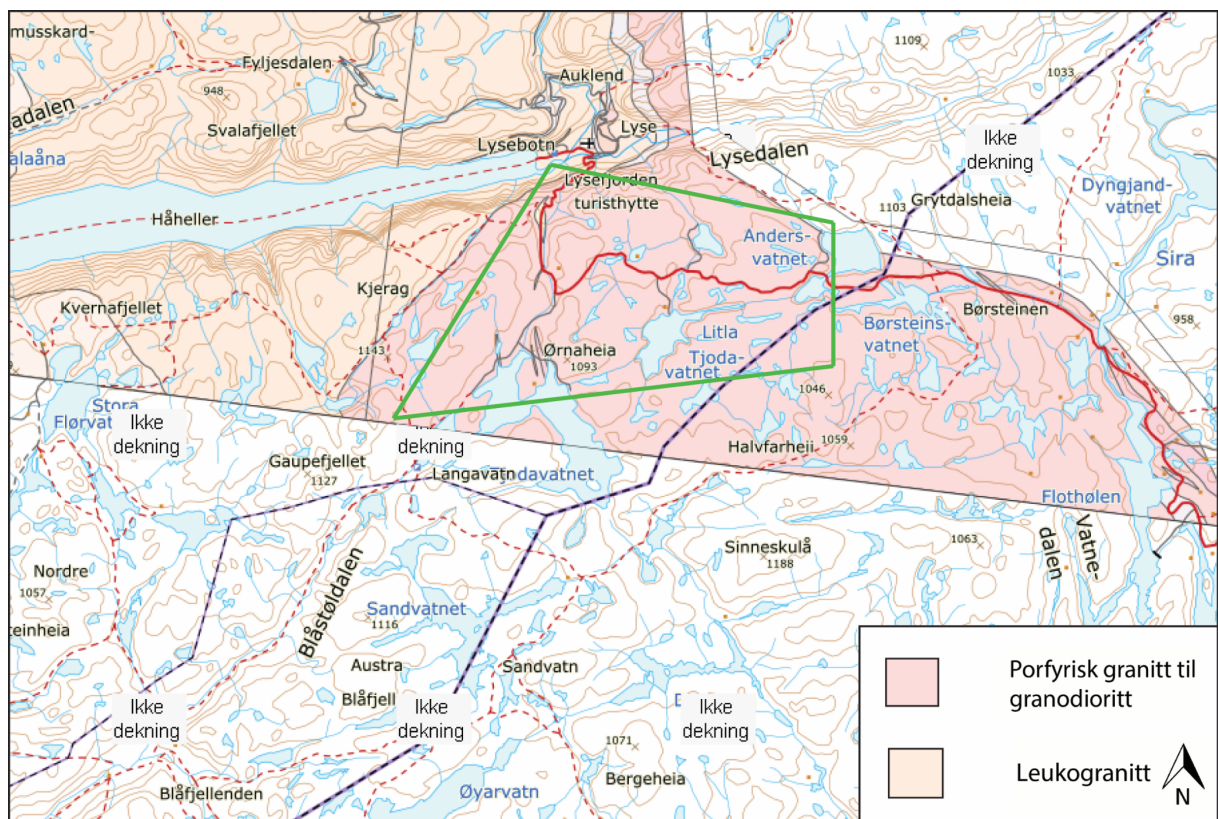 musskard-
Fyljesdalen
1109
1033
Auklend
948
adalen
Svalafjellet
Lyse
Ikke
dekning
alaåna
Lysebotn
Lysedalen
Lysefjorden
turisthytte
Dyngjand-
vatnet
Håheller
1103
Grytdalsheia
Anders-
vatnet
Sira
Kjerag
Kvernafjellet
Børsteinen
958
Litla
Tjoda-
vatnet
Børsteins-
vatnet
1143
Ørnaheia
1093
1046
Stora
Flørvat
Ikke
dekning
dekning
Halvfarheii
1059
Gaupefjellet
1127
Langavatn
davatnet
Flothølen
Vatne-
dalen
Sinneskulå
1188
1063
Nordre
1057
teinheia
Blåstøldalen
Sandvatnet
1116
Austra
Blåfjell
Sandvatn
Ikke
dekning
Ikke
dekning
Ikke
dekning
1071
Bergeheia
Blåfjellenden
Øyarvatn
Porfyrisk granitt til
granodioritt
Leukogranitt
N